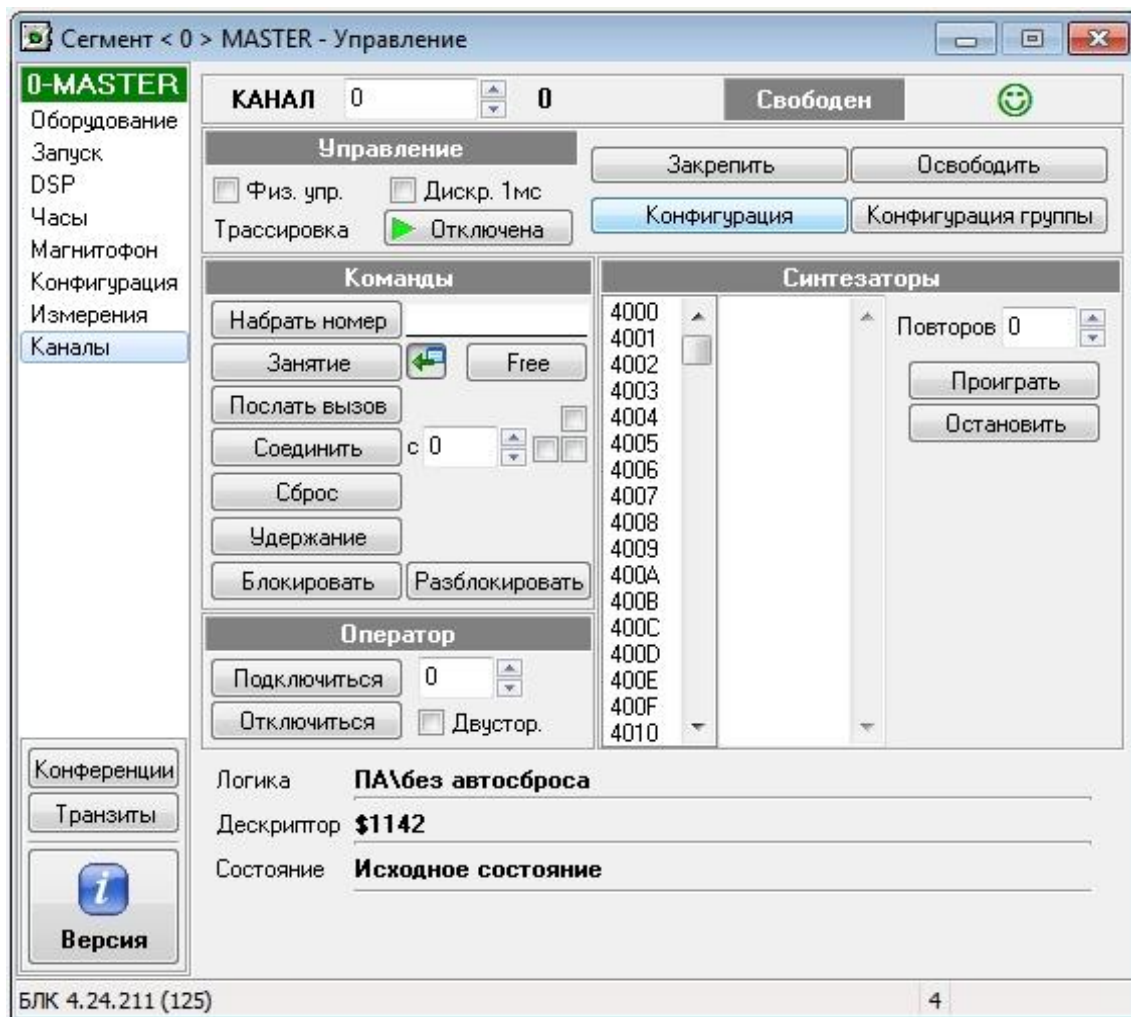 Сегмент < 0 > MASTER - Управление
0-MASTER
Оборудование
Запуск
DSP
Часы
Магнитофон
Конфигурация
Измерения
Каналы
Конференции
Транзиты
Версия
КАНАЛ 0 0 Свободен
Управление
Физ. упр. Дискр. 1мс
Трассировка Отключена
Закрепить Освободить
Конфигурация Конфигурация группы
Команды
Набрать номер
Занятие Free
Послать вызов
Соединить с 0
Сброс
Удержание
Блокировать Разблокировать
Оператор
Подключиться 0
Отключиться Двустор.
Синтезаторы
4000
4001
4002
4003
4004
4005
4006
4007
4008
4009
400A
400B
400C
400D
400E
400F
4010
Повторов 0
Проиграть
Остановить
Логика ПА\без автосброса
Дескриптор $1142
Состояние Исходное состояние
БЛК 4.24.211 (125) 4